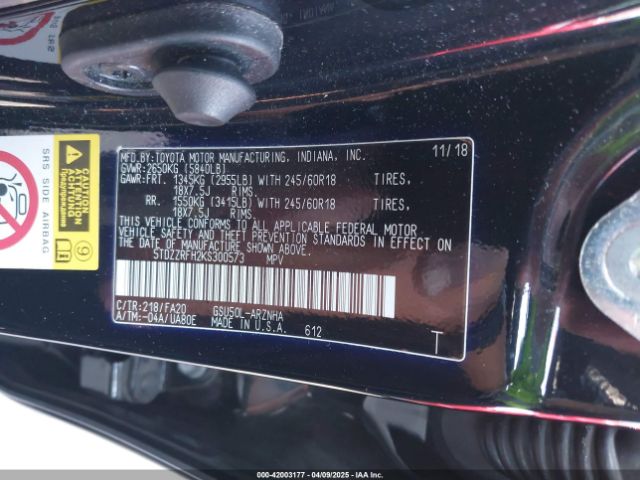 MFD.BY:TOYOTA MOTOR MANUFACTURING, INDIANA, INC. 11/18
GVWR:2650KG (5840LB)
GAWR:FRT. 1345KG (2955LB) WITH 245/60R18 TIRES,
18X7.5J RIMS
RR. 1550KG (3415LB) WITH 245/60R18 TIRES,
18X7.5J RIMS
THIS VEHICLE CONFORMS TO ALL APPLICABLE FEDERAL MOTOR
VEHICLE SAFETY AND THEFT PREVENTION STANDARDS IN EFFECT
ON THE DATE OF MANUFACTURE SHOWN ABOVE.
5TDZZRFH2KS300573 MPV
C/TR:218/FA20 GSU50L-ARZNHA
A/TM:-04A/UA80E MADE IN U.S.A. 612
T
SRS SIDE AIRBAG
9
000-42003177 04/09/2025 IAAI.COM